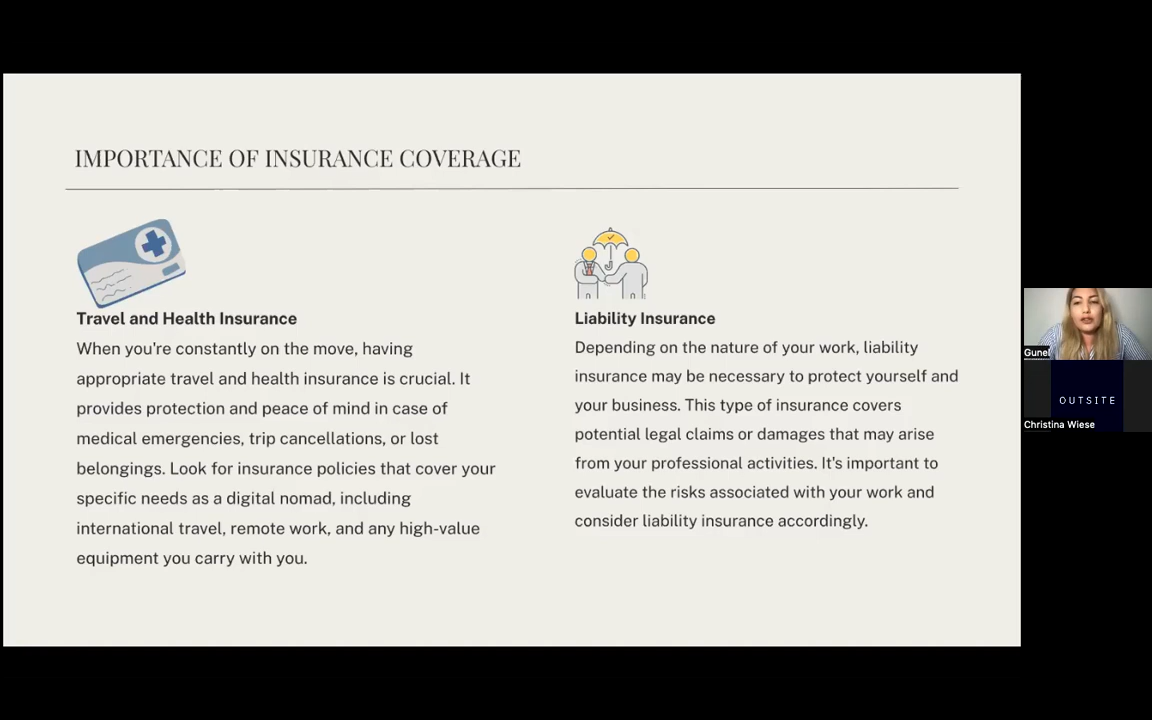 IMPORTANCE OF INSURANCE COVERAGE
Travel and Health Insurance
When you're constantly on the move, having
appropriate travel and health insurance is crucial. It
provides protection and peace of mind in case of
medical emergencies, trip cancellations, or lost
belongings. Look for insurance policies that cover your
specific needs as a digital nomad, including
international travel, remote work, and any high-value
equipment you carry with you.
Liability Insurance
Depending on the nature of your work, liability
insurance may be necessary to protect yourself and
your business. This type of insurance covers
potential legal claims or damages that may arise
from your professional activities. It's important to
evaluate the risks associated with your work and
consider liability insurance accordingly.
Gunel
OUTSITE
Christina Wiese